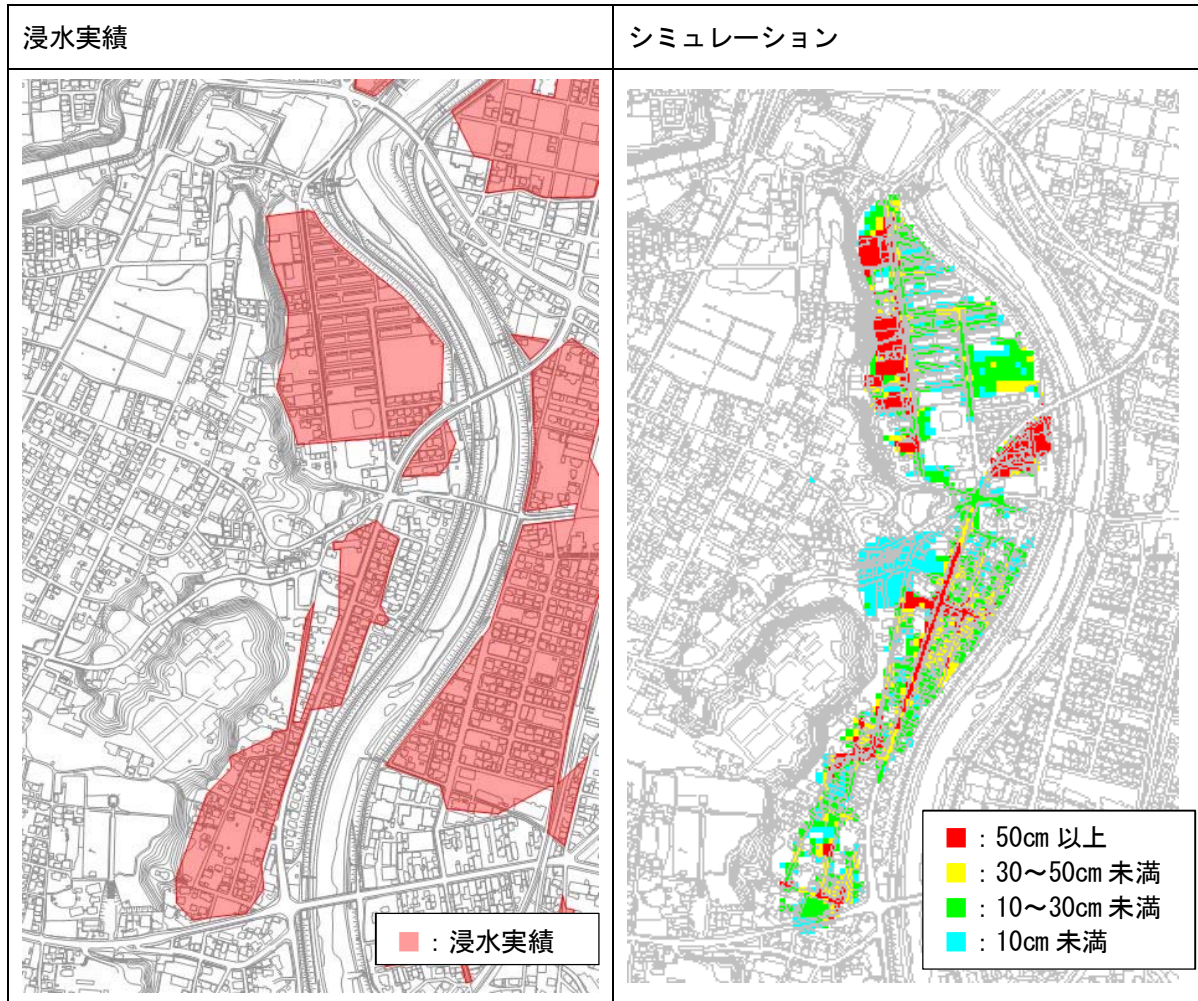 浸水実績
シミュレーション
：浸水実績
：50cm 以上
：30～50cm 未満
：10～30cm 未満
：10cm 未満